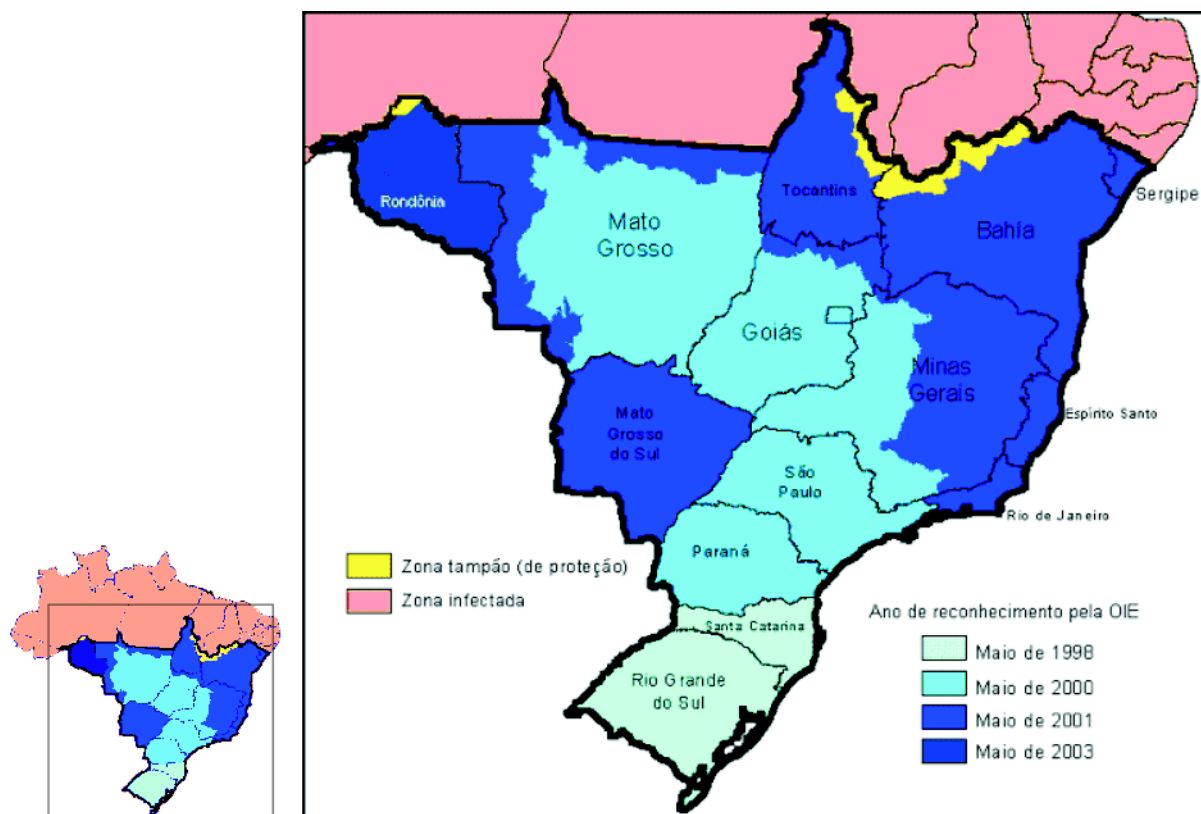 Rondônia
Mato
Grosso
Tocantins
Sergipe
Bahia
Goiás
Minas
Gerais
Mato
Grosso
do Sul
Espírito Santo
São
Paulo
Rio de Janeiro
Paraná
Santa Catarina
Rio Grande
do Sul
Zona tampão (de proteção)
Zona infectada
Ano de reconhecimento pela OIE
Maio de 1998
Maio de 2000
Maio de 2001
Maio de 2003